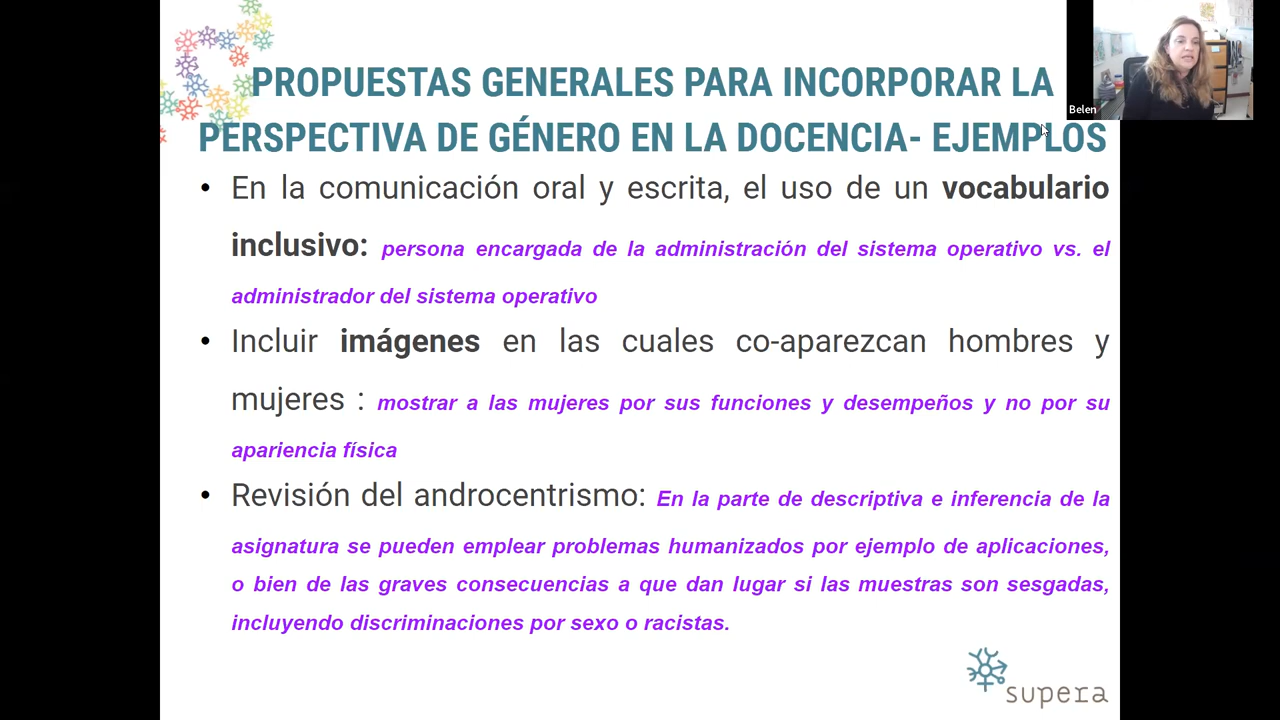 PROPUESTAS GENERALES PARA INCORPORAR LA
PERSPECTIVA DE GÉNERO EN LA DOCENCIA- EJEMPLOS
Belen
• En la comunicación oral y escrita, el uso de un vocabulario
inclusivo: persona encargada de la administración del sistema operativo vs. el
administrador del sistema operativo
• Incluir imágenes en las cuales co-aparezcan hombres y
mujeres : mostrar a las mujeres por sus funciones y desempeños y no por su
apariencia física
• Revisión del androcentrismo: En la parte de descriptiva e inferencia de la
asignatura se pueden emplear problemas humanizados por ejemplo de aplicaciones,
o bien de las graves consecuencias a que dan lugar si las muestras son sesgadas,
incluyendo discriminaciones por sexo o racistas.
supera